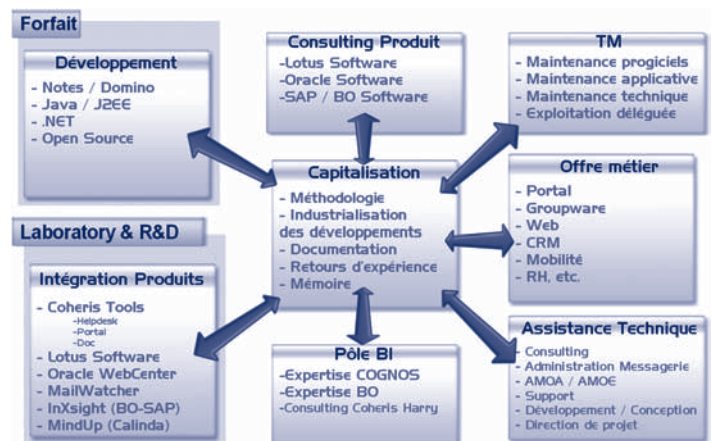 Forfait
Développement
- Notes / Domino
- Java / J2EE
- .NET
- Open Source
Consulting Produit
-Lotus Software
-Oracle Software
-SAP / BO Software
TM
- Maintenance progiciels
- Maintenance applicative
- Maintenance technique
- Exploitation déléguée
Capitalisation
- Méthodologie
- Industrialisation
des développements
- Documentation
- Retours d'expérience
- Mémoire
Offre métier
- Portal
- Groupware
- Web
- CRM
- Mobilité
- RH, etc.
Laboratory & R&D
Intégration Produits
- Coheris Tools
-Helpdesk
-Portal
-Doc
- Lotus Software
- Oracle WebCenter
- MailWatcher
- InXsight (BO-SAP)
- MindUp (Calinda)
Pôle BI
-Expertise COGNOS
-Expertise BO
-Consulting Coheris Harry
Assistance Technique
- Consulting
- Administration Messagerie
- AMOA / AMOE
- Support
- Développement / Conception
- Direction de projet